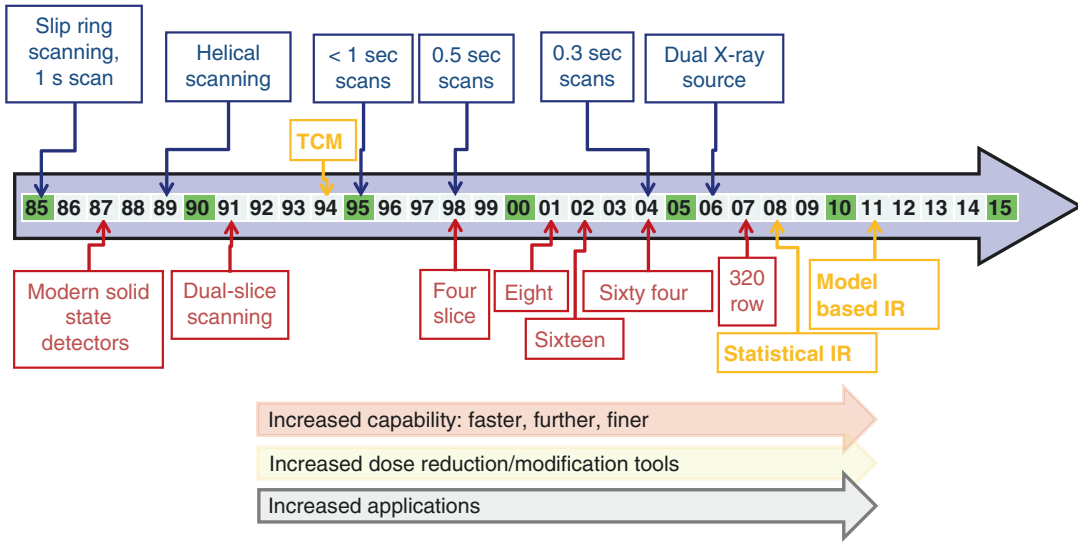 Slip ring
scanning,
1 s scan
Helical
scanning
< 1 sec
scans
0.5 sec
scans
0.3 sec
scans
Dual X-ray
source
TCM
85 86 87 88 89 90 91 92 93 94 95 96 97 98 99 00 01 02 03 04 05 06 07 08 09 10 11 12 13 14 15
Modern solid
state
detectors
Dual-slice
scanning
Four
slice
Eight
Sixteen
Sixty four
320
row
Statistical IR
Model
based IR
Increased capability: faster, further, finer
Increased dose reduction/modification tools
Increased applications